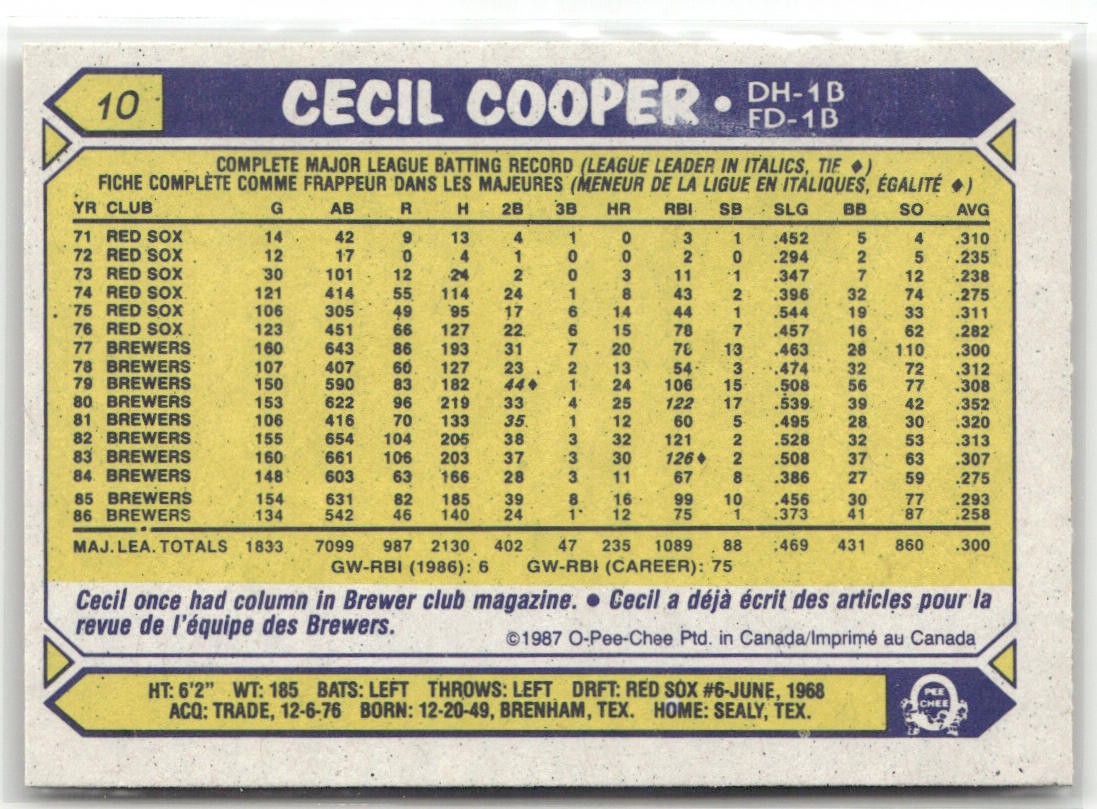 10 CECIL COOPER • DH-1B
FD-1B
COMPLETE MAJOR LEAGUE BATTING RECORD (LEAGUE LEADER IN ITALICS, TIE ♦)
FICHE COMPLÈTE COMME FRAPPEUR DANS LES MAJEURES (MENEUR DE LA LIGUE EN ITALIQUES, ÉGALITÉ ♦)
YR CLUB G AB R H 2B 3B HR RBI SB SLG BB SO AVG
71 RED SOX 14 42 9 13 4 1 0 3 1 .452 5 4 .310
72 RED SOX 12 17 0 4 1 0 0 2 0 .294 2 5 .235
73 RED SOX 30 101 12 24 2 0 3 11 1 .347 7 12 .238
74 RED SOX 121 414 55 114 24 1 8 43 2 .396 32 74 .275
75 RED SOX 106 305 49 95 17 6 14 44 1 .544 19 33 .311
76 RED SOX 123 451 66 127 22 6 15 78 7 .457 16 62 .282
77 BREWERS 160 643 86 193 31 7 20 78 13 .463 28 110 .300
78 BREWERS 107 407 60 127 23 2 13 54 3 .474 32 72 .312
79 BREWERS 150 590 83 182 44♦ 1 24 106 15 .508 56 77 .308
80 BREWERS 153 622 96 219 33 4 25 122 17 .539 39 42 .352
81 BREWERS 106 416 70 133 35 1 12 60 5 .495 28 30 .320
82 BREWERS 155 654 104 205 38 3 32 121 2 .528 32 53 .313
83 BREWERS 160 661 106 203 37 3 30 126♦ 2 .508 37 63 .307
84 BREWERS 148 603 63 166 28 3 11 67 8 .386 27 59 .275
85 BREWERS 154 631 82 185 39 8 16 99 10 .456 30 77 .293
86 BREWERS 134 542 46 140 24 1 12 75 1 .373 41 87 .258
MAJ. LEA. TOTALS 1833 7099 987 2130 402 47 235 1089 88 .469 431 860 .300
GW-RBI (1986): 6 GW-RBI (CAREER): 75
Cecil once had column in Brewer club magazine. • Cecil a déjà écrit des articles pour la
revue de l'équipe des Brewers.
©1987 O-Pee-Chee Ptd. in Canada/Imprimé au Canada
HT: 6'2" WT: 185 BATS: LEFT THROWS: LEFT DRFT: RED SOX #6-JUNE, 1968
ACQ: TRADE, 12-6-76 BORN: 12-20-49, BRENHAM, TEX. HOME: SEALY, TEX.
PEE
CHEE